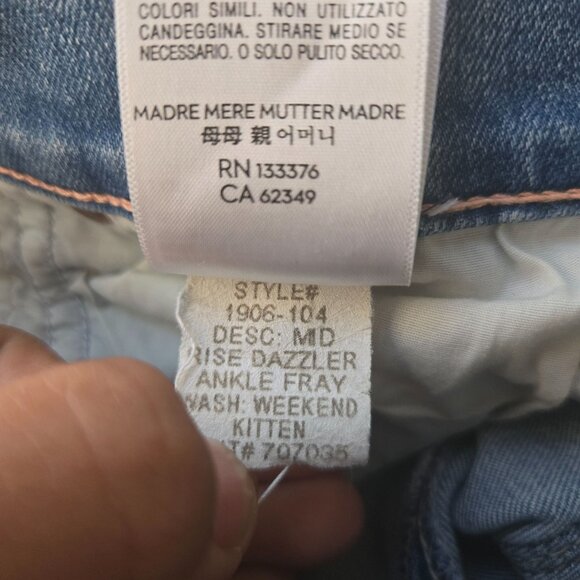 COLORI SIMILI. NON UTILIZZATO
CANDEGGINA. STIRARE MEDIO SE
NECESSARIO. O SOLO PULITO SECCO.
MADRE MERE MUTTER MADRE
母母 親 어머니
RN 133376
CA 62349
STYLE#
1906-104
DESC: MID
RISE DAZZLER
ANKLE FRAY
WASH: WEEKEND
KITTEN
707035